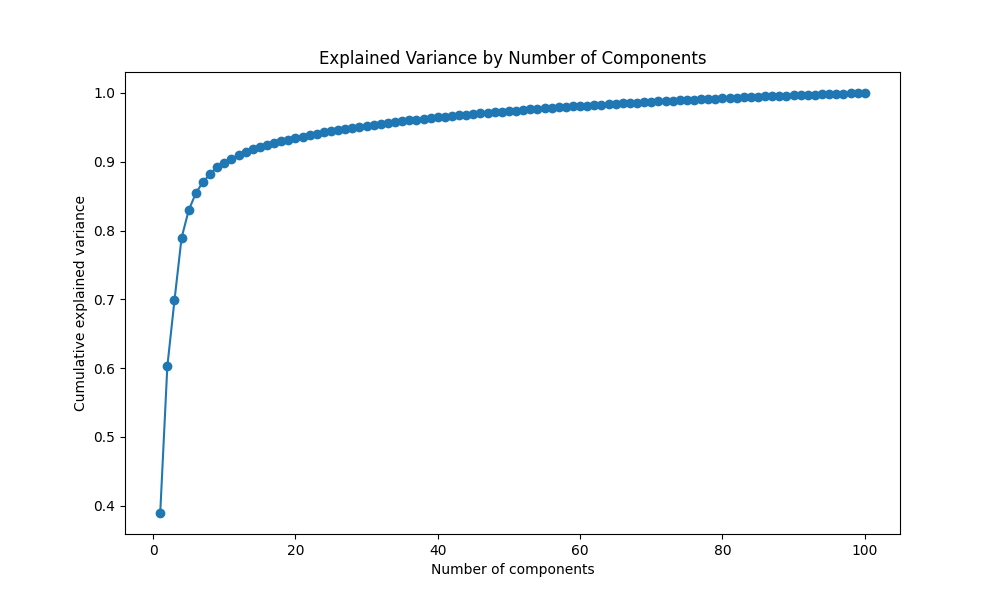 Explained Variance by Number of Components
Cumulative explained variance
1.0
0.9
0.8
0.7
0.6
0.5
0.4
0 20 40 60 80 100
Number of components